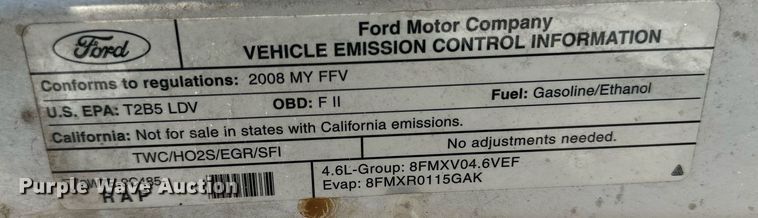 Ford
Ford Motor Company
VEHICLE EMISSION CONTROL INFORMATION
Conforms to regulations: 2008 MY FFV
U.S. EPA: T2B5 LDV OBD: F II Fuel: Gasoline/Ethanol
California: Not for sale in states with California emissions.
TWC/HO2S/EGR/SFI No adjustments needed.
4.6L-Group: 8FMXV04.6VEF
Evap: 8FMXR0115GAK
RAP
Purple Wave Auction